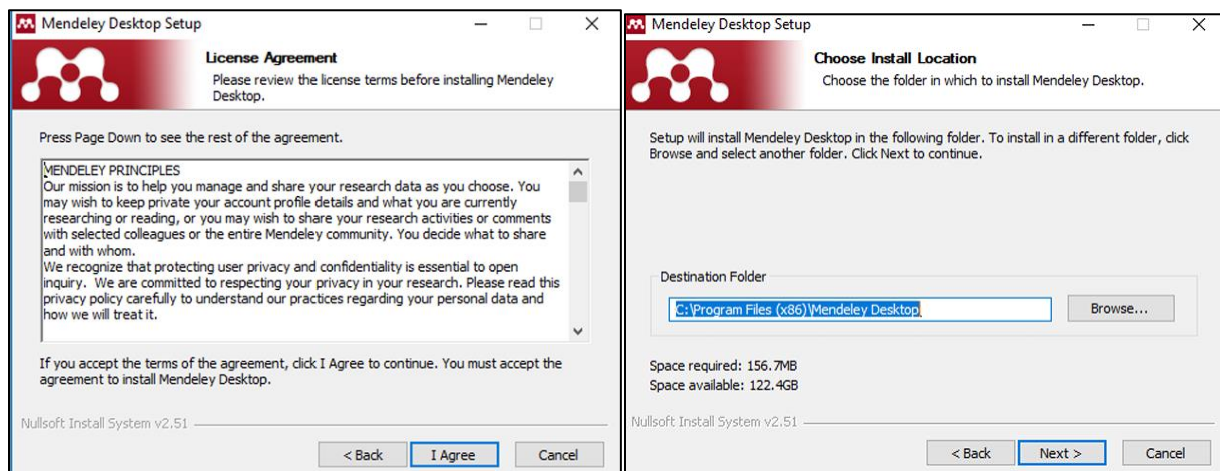 Mendeley Desktop Setup
License Agreement
Please review the license terms before installing Mendeley
Desktop.
Press Page Down to see the rest of the agreement.
MENDELEY PRINCIPLES
Our mission is to help you manage and share your research data as you choose. You
may wish to keep private your account profile details and what you are currently
researching or reading, or you may wish to share your research activities or comments
with selected colleagues or the entire Mendeley community. You decide what to share
and with whom.
We recognize that protecting user privacy and confidentiality is essential to open
inquiry. We are committed to respecting your privacy in your research. Please read this
privacy policy carefully to understand our practices regarding your personal data and
how we will treat it.
If you accept the terms of the agreement, click I Agree to continue. You must accept the
agreement to install Mendeley Desktop.
Nullsoft Install System v2.51
< Back
I Agree
Cancel
Mendeley Desktop Setup
Choose Install Location
Choose the folder in which to install Mendeley Desktop.
Setup will install Mendeley Desktop in the following folder. To install in a different folder, click
Browse and select another folder. Click Next to continue.
Destination Folder
C:\Program Files (x86)\Mendeley Desktop
Browse...
Space required: 156.7MB
Space available: 122.4GB
Nullsoft Install System v2.51
< Back
Next >
Cancel